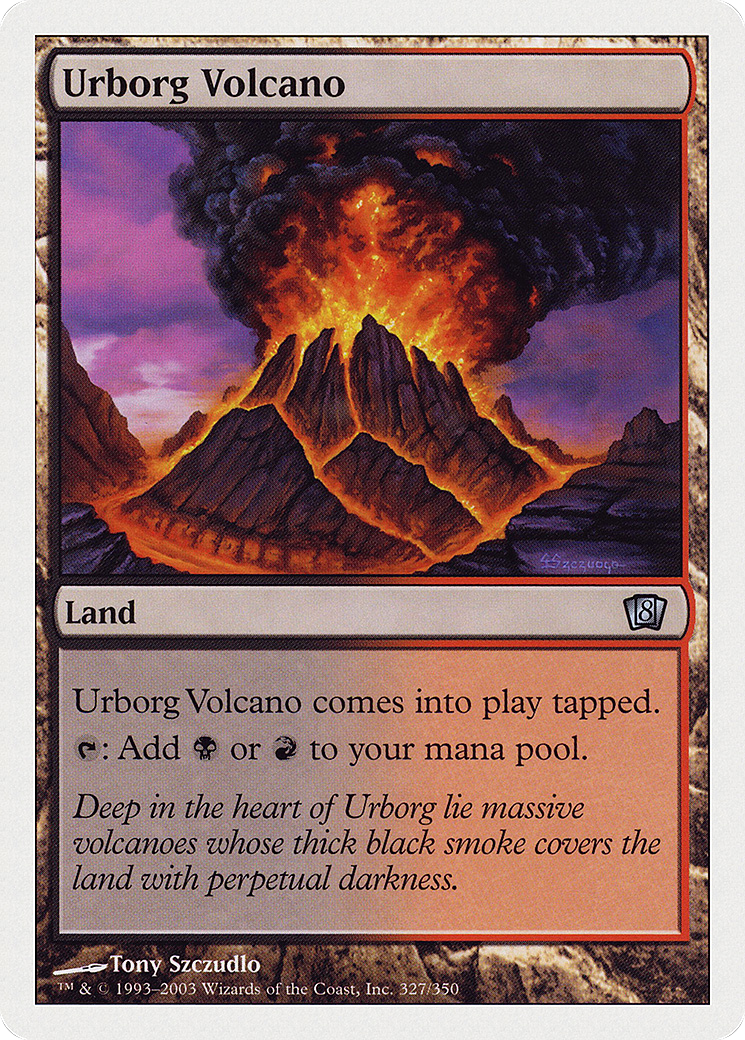 Urborg Volcano
Szczudlo
Land
8
Urborg Volcano comes into play tapped.
: Add or to your mana pool.
Deep in the heart of Urborg lie massive
volcanoes whose thick black smoke covers the
land with perpetual darkness.
Tony Szczudlo
™ & © 1993–2003 Wizards of the Coast, Inc. 327/350